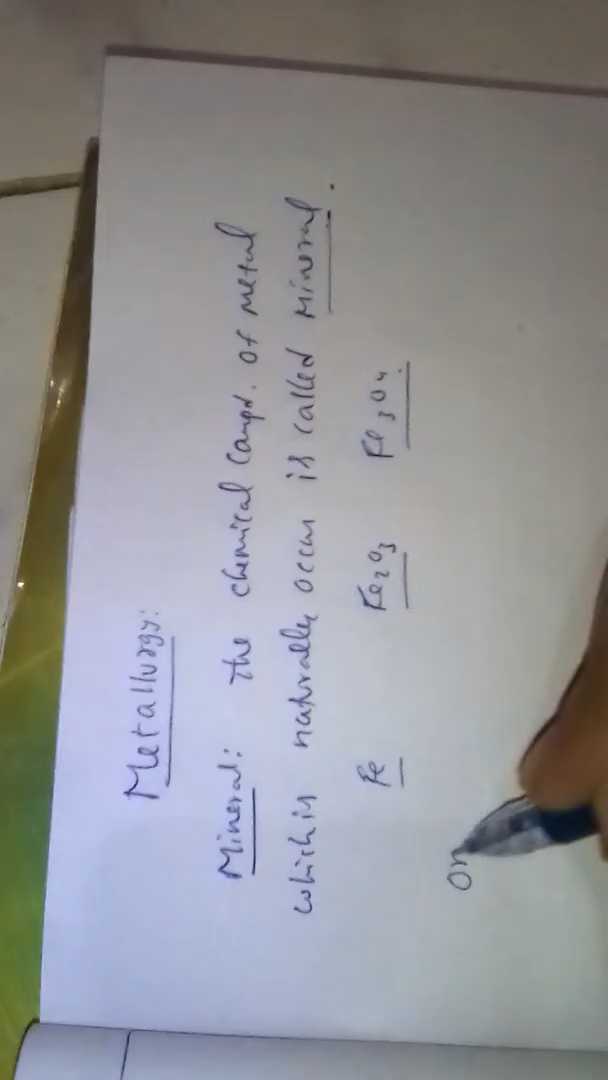 Metallurgy:
Mineral: the chemical Compd. of metal
which is naturally occur is called Mineral.
Fe Fe2O3 Fe3O4.
or